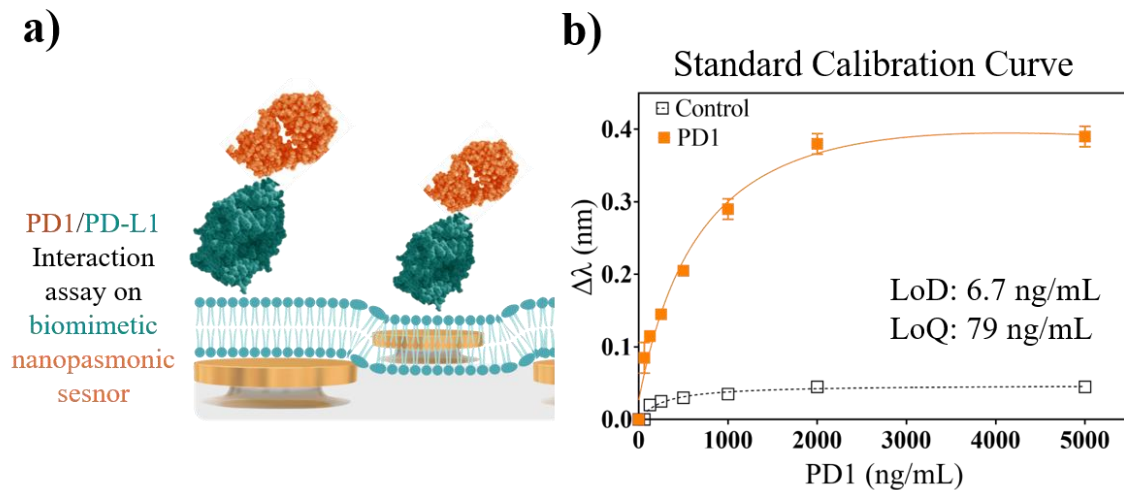 a)
PD1/PD-L1
Interaction
assay on
biomimetic
nanopasmonic
sesnor
b)
Standard Calibration Curve
Control
PD1
0.4
0.3
0.2
0.1
0.0
Δλ (nm)
LoD: 6.7 ng/mL
LoQ: 79 ng/mL
0 1000 2000 3000 4000 5000
PD1 (ng/mL)